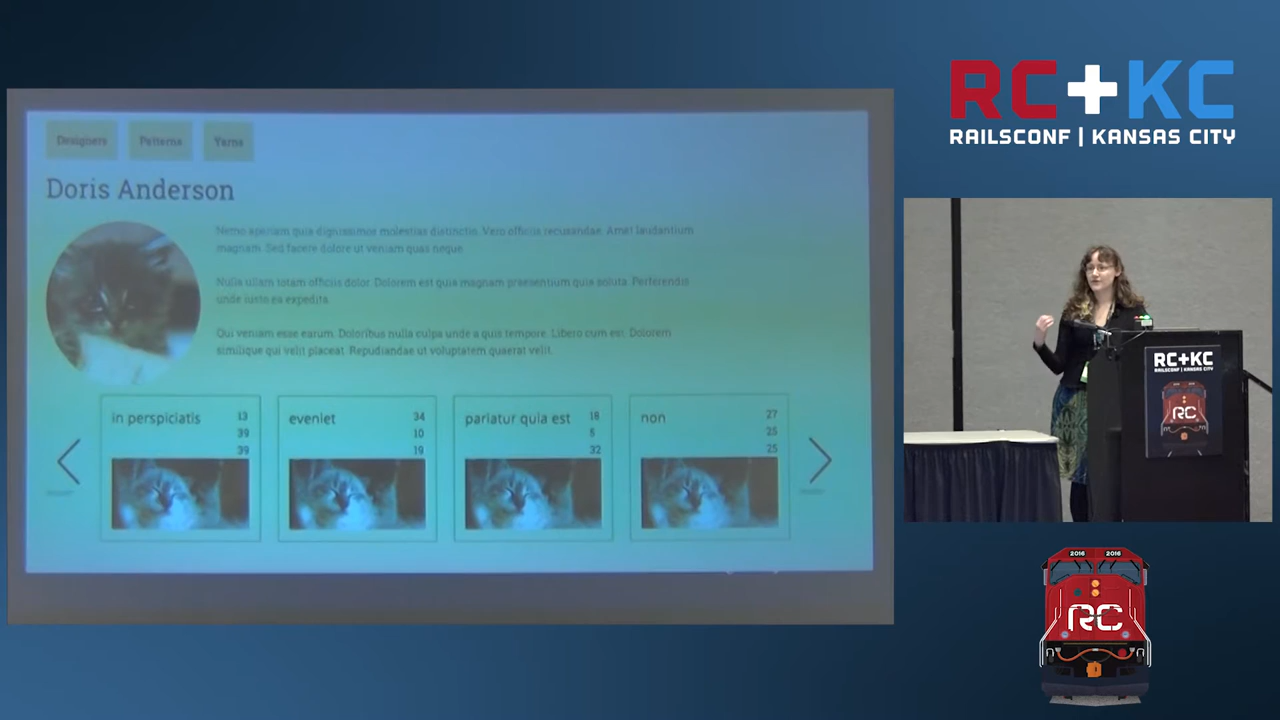 Designers
Patterns
Yarns
Doris Anderson
Nemo aperiam quia dignissimos molestias distinctio. Vero officiis recusandae. Amet laudantium
magnam. Sed facere dolore ut veniam quas neque.
Nulla ullam totam officiis dolor. Dolorem est quia magnam praesentium quia soluta. Perferendis
unde iusto ea expedita.
Qui veniam esse earum. Doloribus nulla culpa unde a quis tempore. Libero cum est. Dolorem
similique qui velit placeat. Repudiandae ut voluptatem quaerat velit.
in perspiciatis
13
39
39
eveniet
34
10
19
pariatur quia est
18
5
32
non
27
25
25
RC+KC
RAILSCONF | KANSAS CITY
RC+KC
RAILSCONF | KANSAS CITY
RC
2016 2016
RC